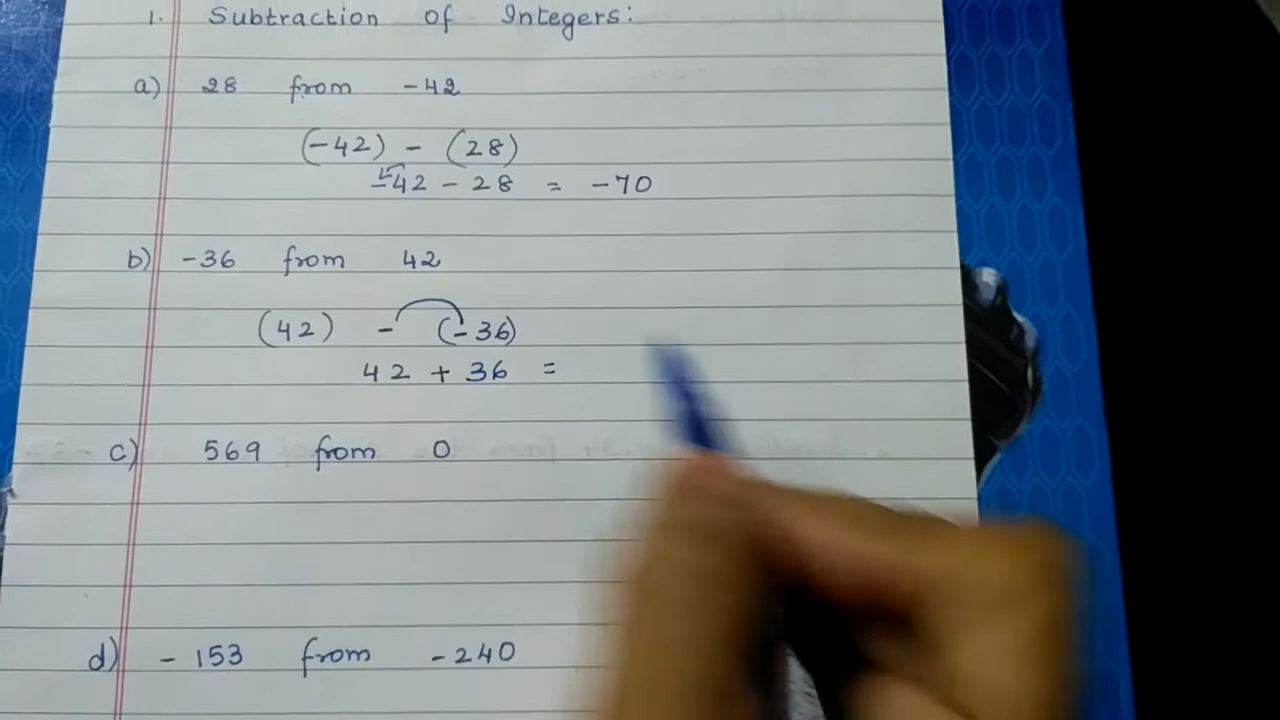 1. Subtraction of Integers:
a) 28 from -42
(-42) - (28)
-42 - 28 = -70
b) -36 from 42
(42) - (-36)
42 + 36 =
c) 569 from 0
d) -153 from -240